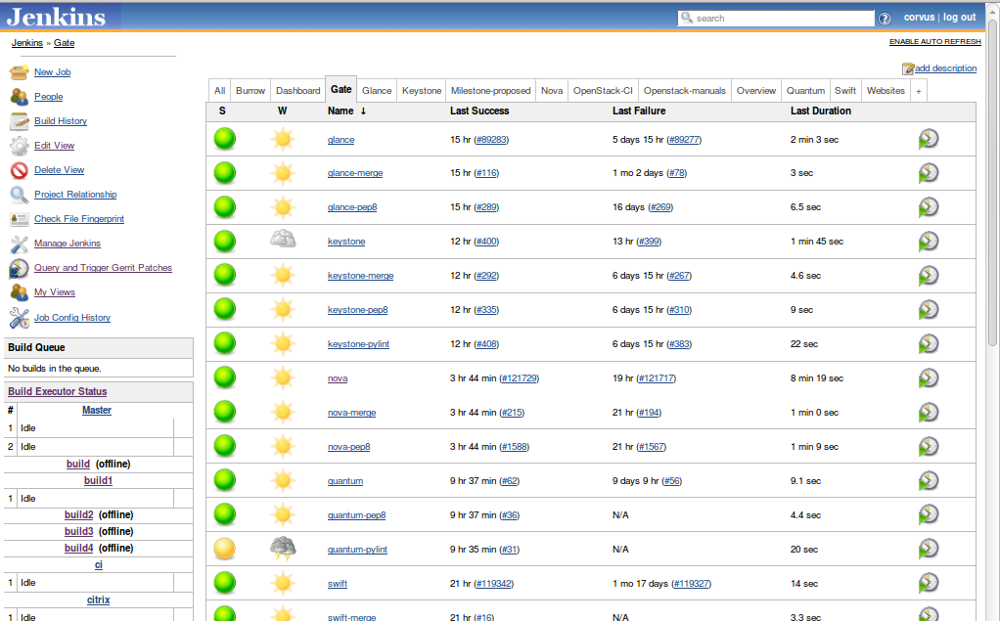 Jenkins
search
corvus | log out
Jenkins » Gate
ENABLE AUTO REFRESH
New Job
People
Build History
Edit View
Delete View
Project Relationship
Check File Fingerprint
Manage Jenkins
Query and Trigger Gerrit Patches
My Views
Job Config History
Build Queue
No builds in the queue.
Build Executor Status
# Master
1 Idle
2 Idle
build (offline)
build1
1 Idle
build2 (offline)
build3 (offline)
build4 (offline)
ci
1 Idle
citrix
1 Idle
add description
All Burrow Dashboard Gate Glance Keystone Milestone-proposed Nova OpenStack-CI Openstack-manuals Overview Quantum Swift Websites +
S W Name ↓ Last Success Last Failure Last Duration
glance 15 hr (#89283) 5 days 15 hr (#89277) 2 min 3 sec
glance-merge 15 hr (#116) 1 mo 2 days (#78) 3 sec
glance-pep8 15 hr (#289) 16 days (#269) 6.5 sec
keystone 12 hr (#400) 13 hr (#399) 1 min 45 sec
keystone-merge 12 hr (#292) 6 days 15 hr (#267) 4.6 sec
keystone-pep8 12 hr (#335) 6 days 15 hr (#310) 9 sec
keystone-pylint 12 hr (#408) 6 days 15 hr (#383) 22 sec
nova 3 hr 44 min (#121729) 19 hr (#121717) 8 min 19 sec
nova-merge 3 hr 44 min (#215) 21 hr (#194) 1 min 0 sec
nova-pep8 3 hr 44 min (#1588) 21 hr (#1567) 1 min 9 sec
quantum 9 hr 37 min (#62) 9 days 9 hr (#56) 9.1 sec
quantum-pep8 9 hr 37 min (#36) N/A 4.4 sec
quantum-pylint 9 hr 35 min (#31) N/A 20 sec
swift 21 hr (#119342) 1 mo 17 days (#119327) 14 sec
swift-merge 21 hr (#16) N/A 3.3 sec